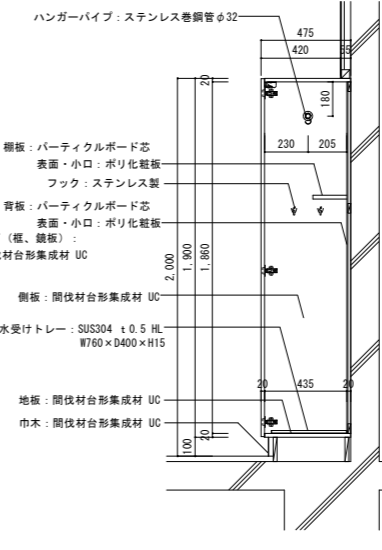 ハンガーパイプ：ステンレス巻鋼管φ32
475
420
55
20
180
230
205
棚板：パーティクルボード芯
表面・小口：ポリ化粧板
フック：ステンレス製
背板：パーティクルボード芯
表面・小口：ポリ化粧板
（框、鏡板）：
材台形集成材 UC
2,000
1,900
1,860
側板：間伐材台形集成材 UC
水受けトレー：SUS304 t0.5 HL
W760×D400×H15
20
435
20
地板：間伐材台形集成材 UC
巾木：間伐材台形集成材 UC
20
100